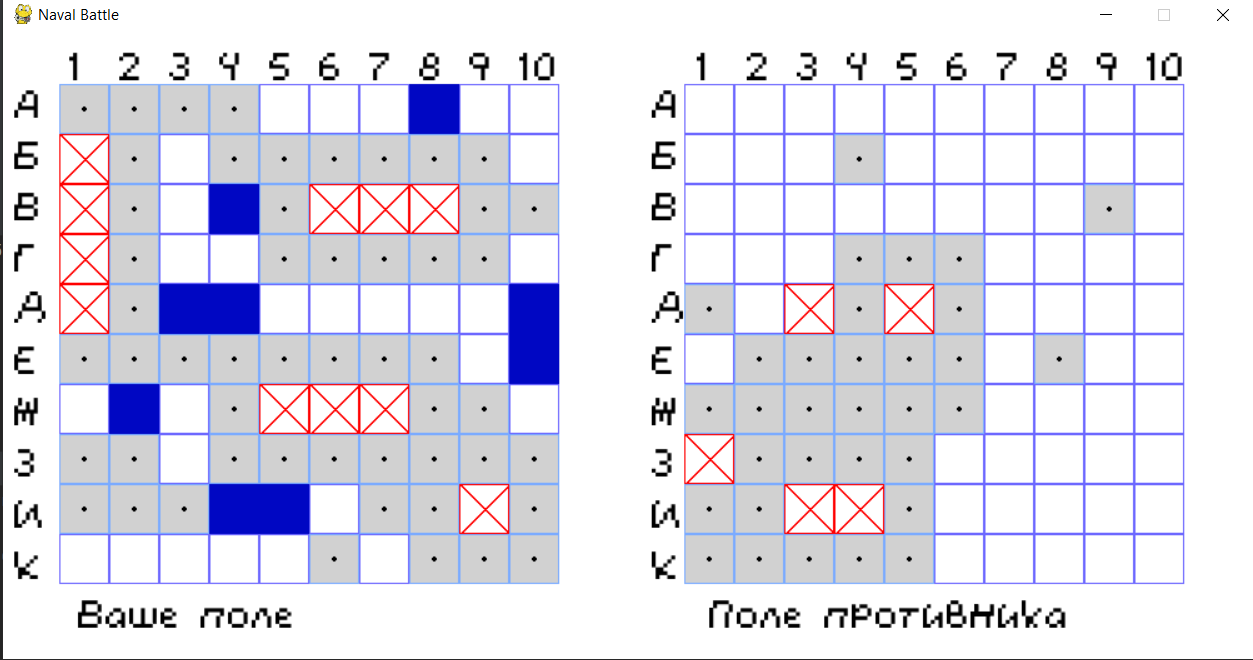 Naval Battle
1 2 3 4 5 6 7 8 9 10
А
Б
В
Г
Д
Е
Ж
З
И
К
Ваше поле
1 2 3 4 5 6 7 8 9 10
А
Б
В
Г
Д
Е
Ж
З
И
К
Поле противника